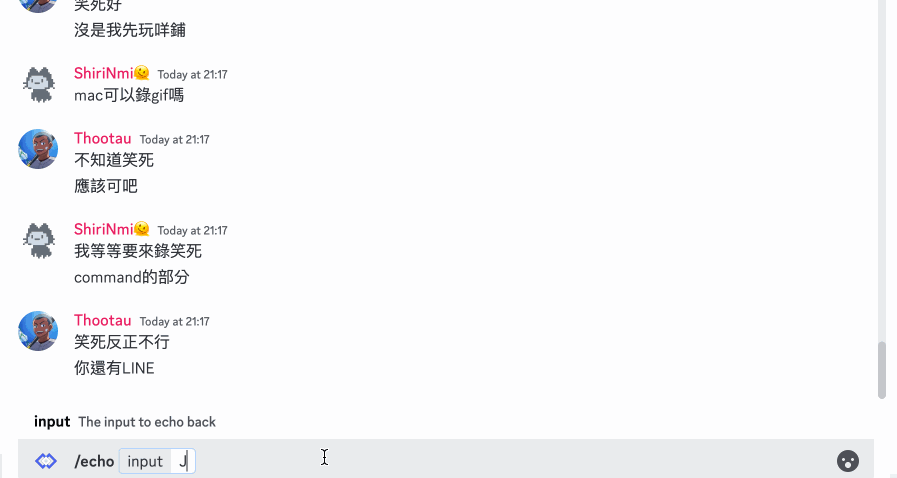 笑死好
沒是我先玩咩鋪
ShiriNmi🫠 Today at 21:17
mac可以錄gif嗎
Thootau Today at 21:17
不知道笑死
應該可吧
ShiriNmi🫠 Today at 21:17
我等等要來錄笑死
command的部分
Thootau Today at 21:17
笑死反正不行
你還有LINE
input The input to echo back
/echo input J